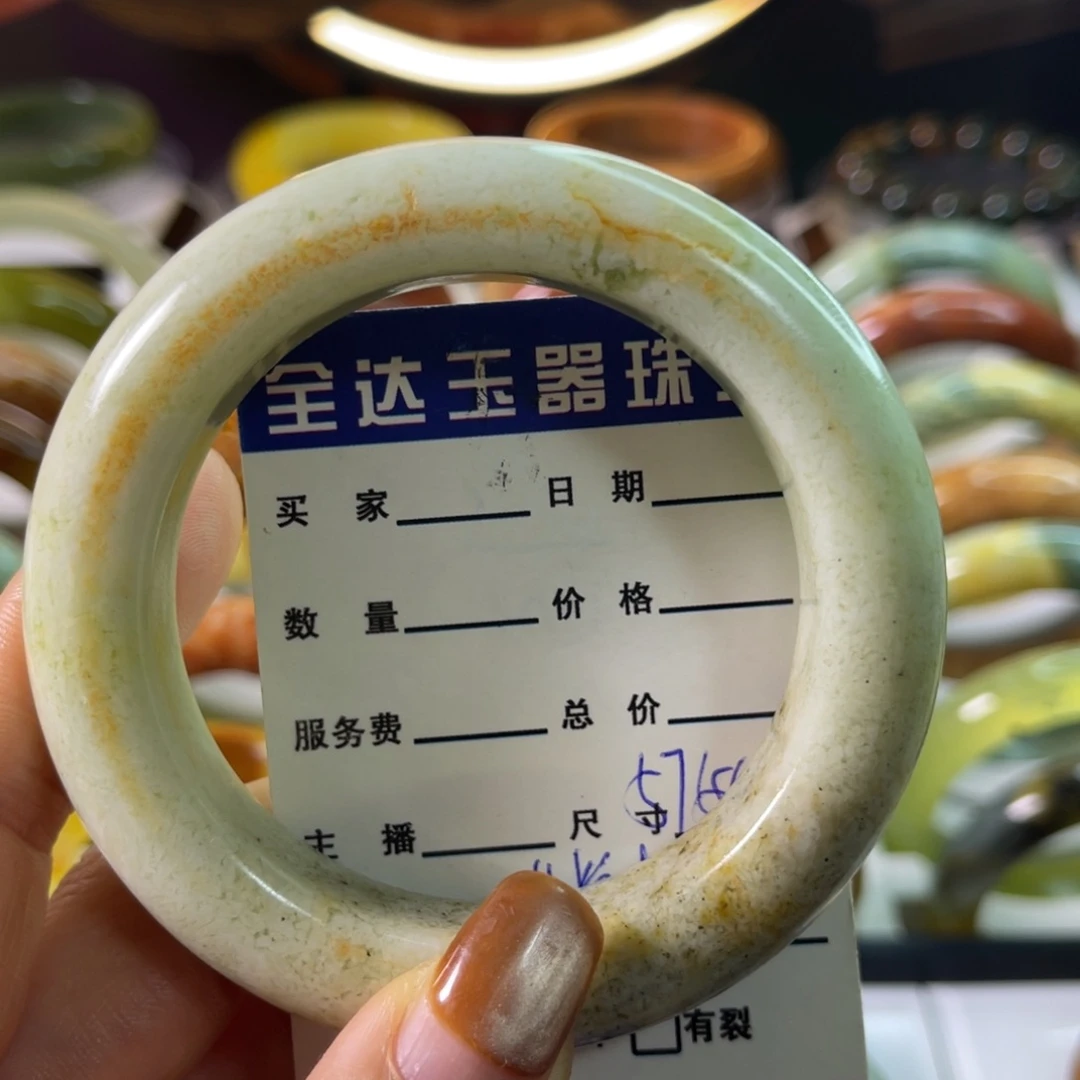 全达玉器珠
买 家 日 期
数 量 价 格
服务费 总 价
主 播 尺 寸
有裂